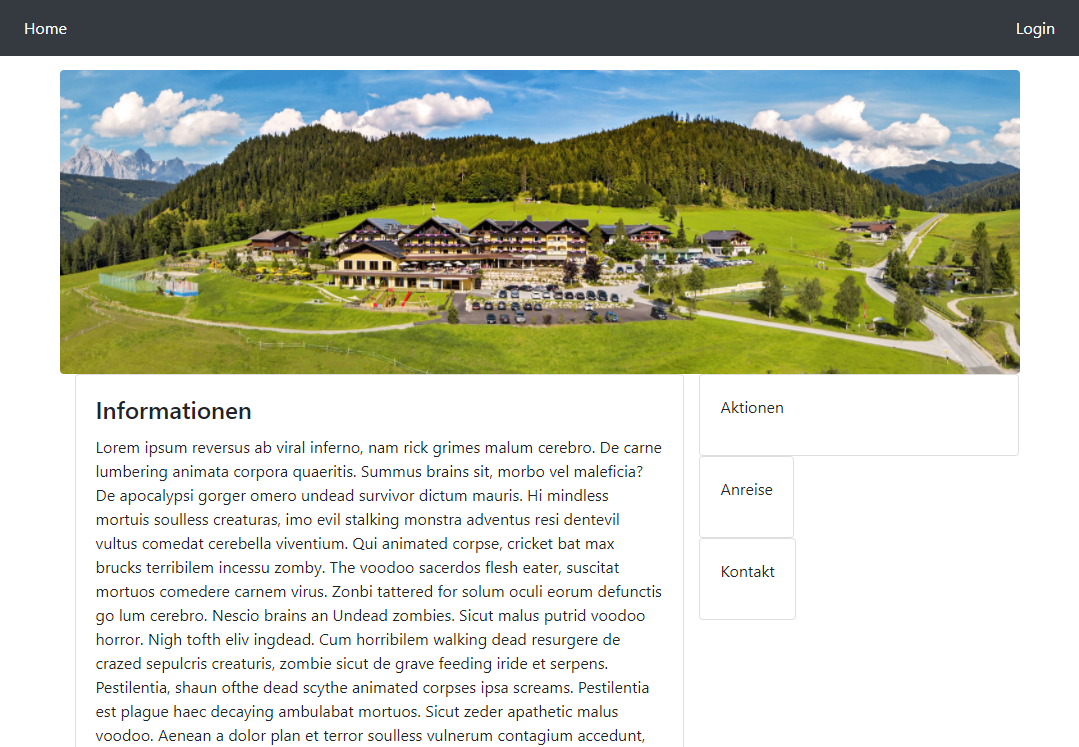 Home
Login
Informationen
Lorem ipsum reversus ab viral inferno, nam rick grimes malum cerebro. De carne
lumbering animata corpora quaeritis. Summus brains sit, morbo vel maleficia?
De apocalypsi gorger omero undead survivor dictum mauris. Hi mindless
mortuis soulless creaturas, imo evil stalking monstra adventus resi dentevil
vultus comedat cerebella viventium. Qui animated corpse, cricket bat max
brucks terribilem incessu zomby. The voodoo sacerdos flesh eater, suscitat
mortuos comedere carnem virus. Zonbi tattered for solum oculi eorum defunctis
go lum cerebro. Nescio brains an Undead zombies. Sicut malus putrid voodoo
horror. Nigh tofth eliv ingdead. Cum horribilem walking dead resurgere de
crazed sepulcris creaturis, zombie sicut de grave feeding iride et serpens.
Pestilentia, shaun ofthe dead scythe animated corpses ipsa screams. Pestilentia
est plague haec decaying ambulabat mortuos. Sicut zeder apathetic malus
voodoo. Aenean a dolor plan et terror soulless vulnerum contagium accedunt,
Aktionen
Anreise
Kontakt